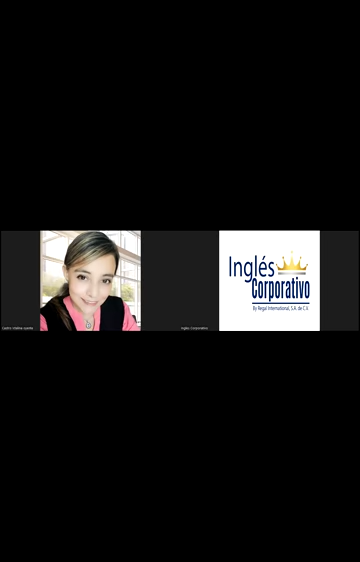 Inglés
Corporativo
By Regal International, S.A. de C.V.
Inglés Corporativo